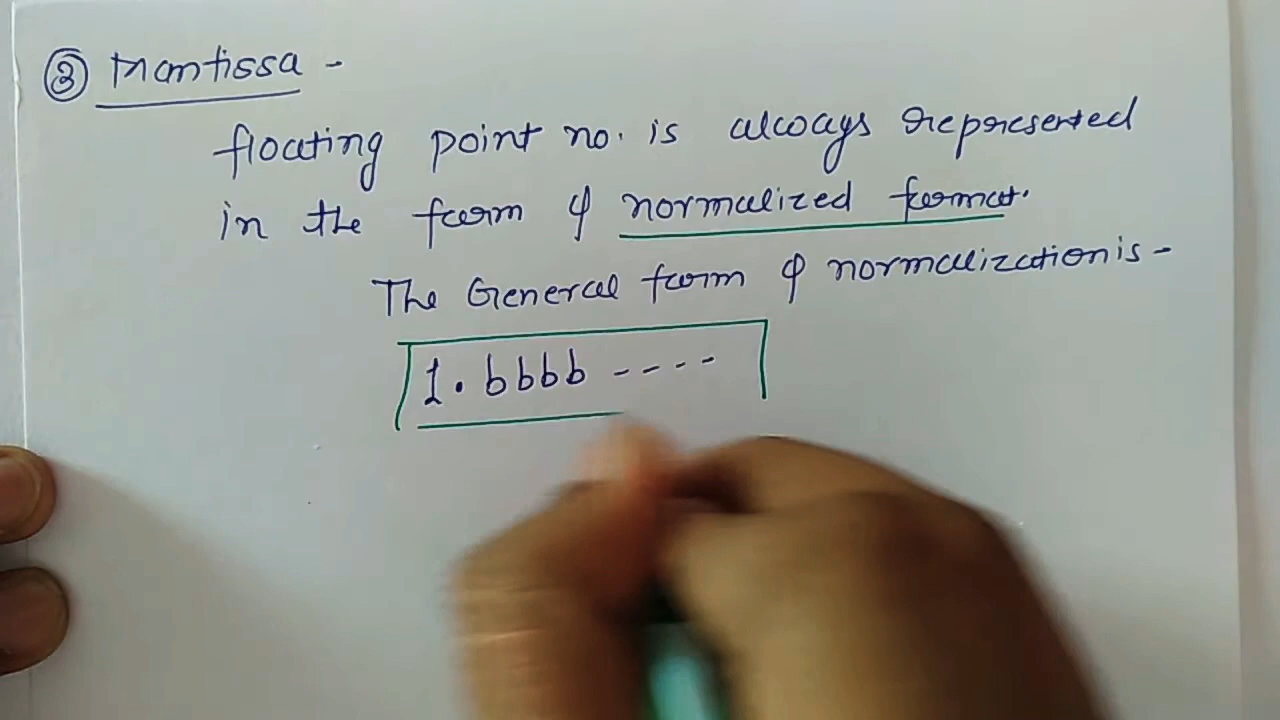 ③ Mantissa -
floating point no. is always represented
in the form of normalized format.
The General form of normalization is -
1.bbbb ----